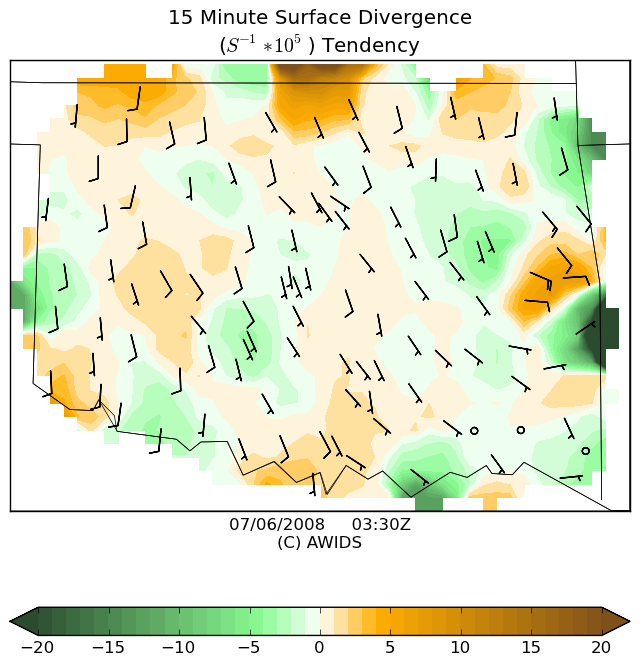 15 Minute Surface Divergence
(S⁻¹ * 10⁵ ) Tendency
07/06/2008 03:30Z
(C) AWIDS
−20 −15 −10 −5 0 5 10 15 20